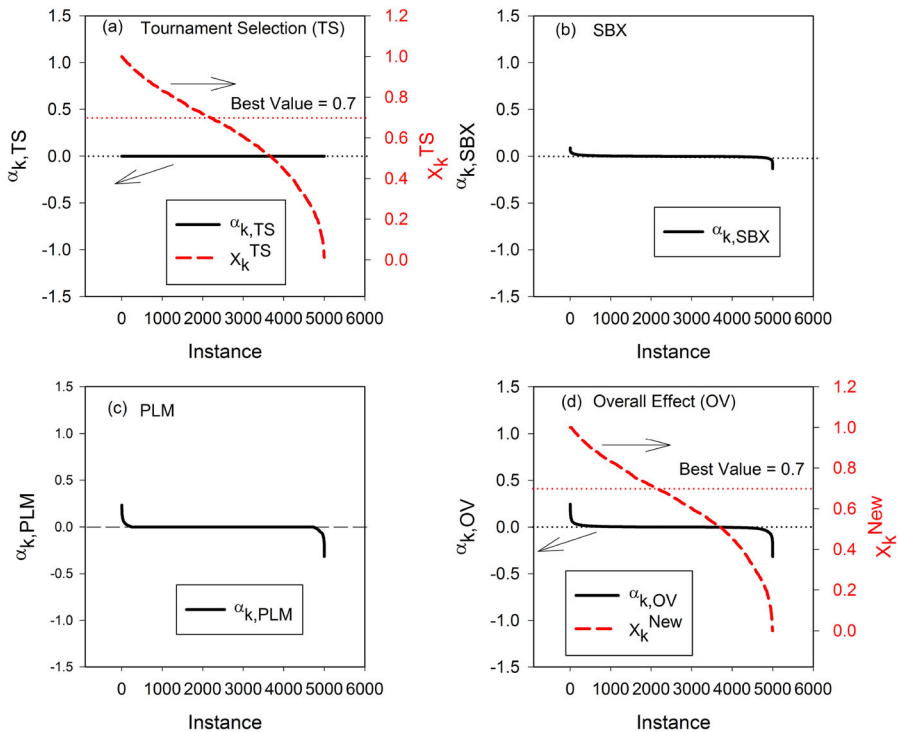 (a) Tournament Selection (TS)
1.5
1.0
0.5
0.0
-0.5
-1.0
-1.5
αk,TS
1.2
1.0
0.8
0.6
0.4
0.2
0.0
XkTS
Best Value = 0.7
αk,TS
XkTS
0 1000 2000 3000 4000 5000 6000
Instance
(b) SBX
1.5
1.0
0.5
0.0
-0.5
-1.0
-1.5
αk,SBX
αk,SBX
0 1000 2000 3000 4000 5000 6000
Instance
(c) PLM
1.5
1.0
0.5
0.0
-0.5
-1.0
-1.5
αk,PLM
αk,PLM
0 1000 2000 3000 4000 5000 6000
Instance
(d) Overall Effect (OV)
1.5
1.0
0.5
0.0
-0.5
-1.0
-1.5
αk,OV
1.2
1.0
0.8
0.6
0.4
0.2
0.0
XkNew
Best Value = 0.7
αk,OV
XkNew
0 1000 2000 3000 4000 5000 6000
Instance